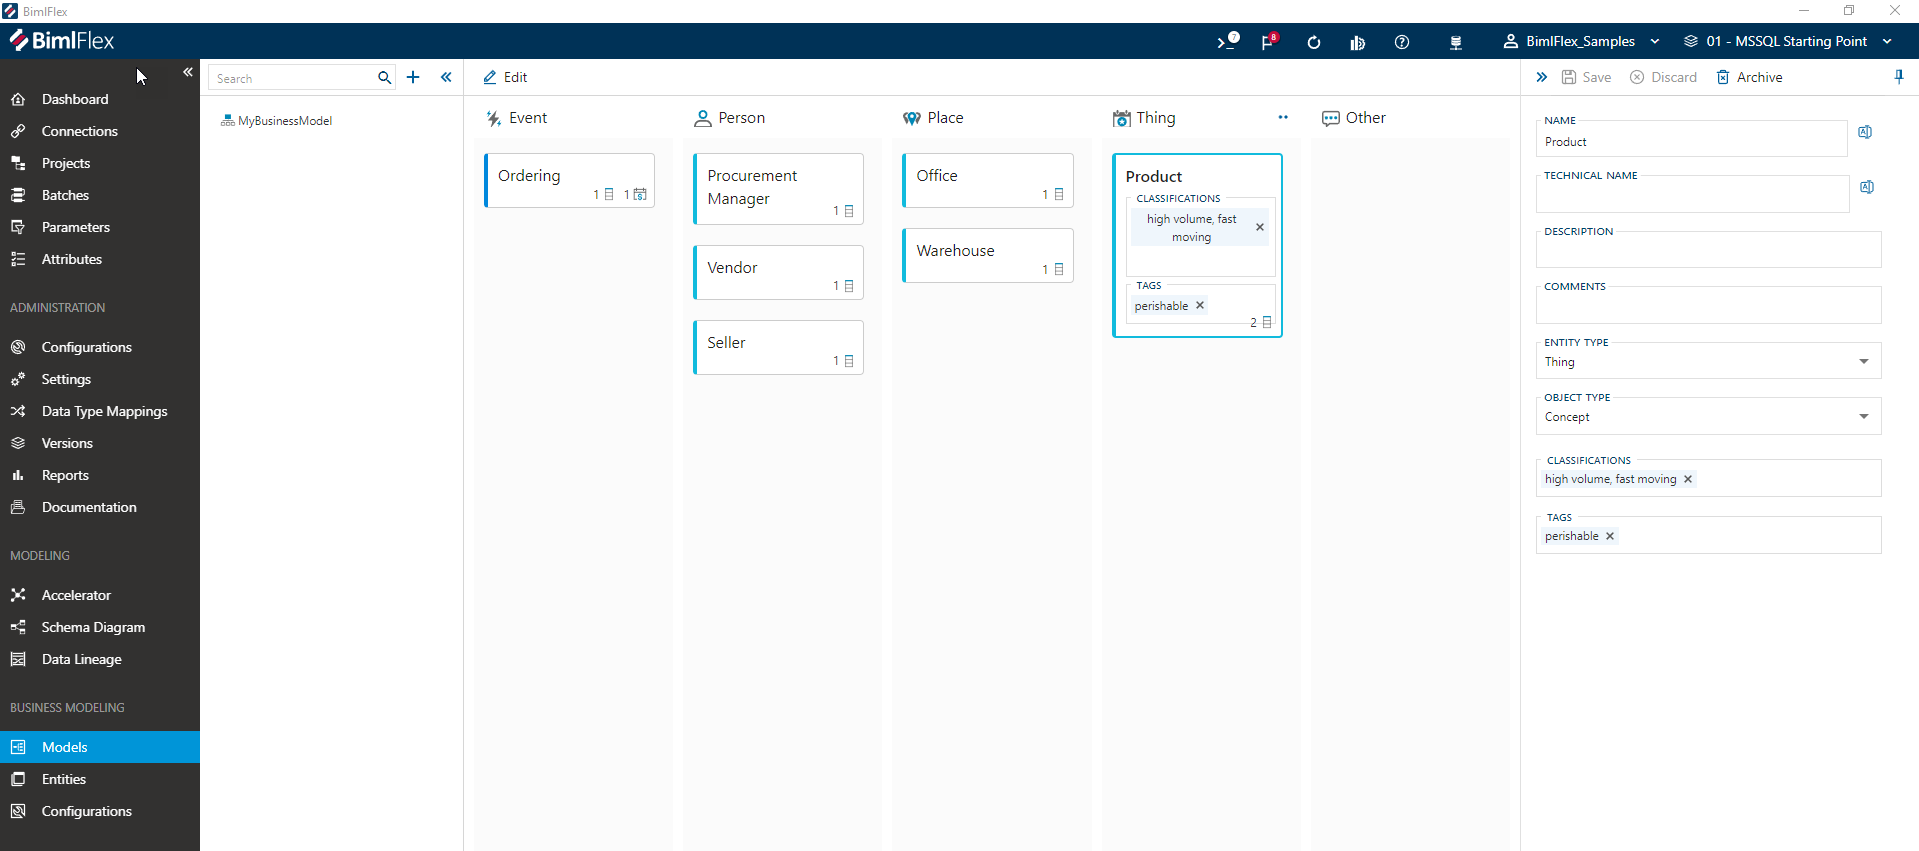 BimlFlex
BimlFlex
7
8
BimlFlex_Samples
01 - MSSQL Starting Point
Dashboard
Connections
Projects
Batches
Parameters
Attributes
ADMINISTRATION
Configurations
Settings
Data Type Mappings
Versions
Reports
Documentation
MODELING
Accelerator
Schema Diagram
Data Lineage
BUSINESS MODELING
Models
Entities
Configurations
Search
MyBusinessModel
Edit
Event
Ordering
1 1
Person
Procurement
Manager
1
Vendor
1
Seller
1
Place
Office
1
Warehouse
1
Thing
Product
CLASSIFICATIONS
high volume, fast
moving
TAGS
perishable
2
Other
Save Discard Archive
NAME
Product
TECHNICAL NAME
DESCRIPTION
COMMENTS
ENTITY TYPE
Thing
OBJECT TYPE
Concept
CLASSIFICATIONS
high volume, fast moving
TAGS
perishable